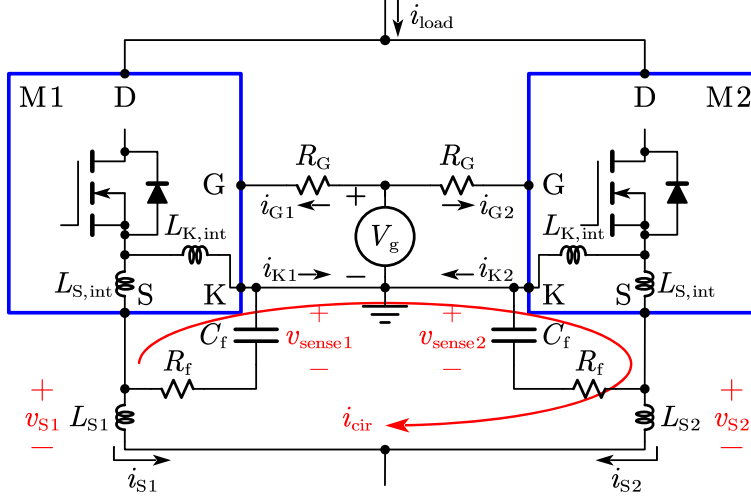 i_load
M1 D D M2
R_G R_G
G + G
i_G1 i_G2
L_K,int V_g L_K,int
i_K1 − i_K2
L_S,int S K K S L_S,int
C_f + + C_f
v_sense1 v_sense2
R_f − − R_f
+ +
v_S1 L_S1 i_cir L_S2 v_S2
− −
i_S1 i_S2